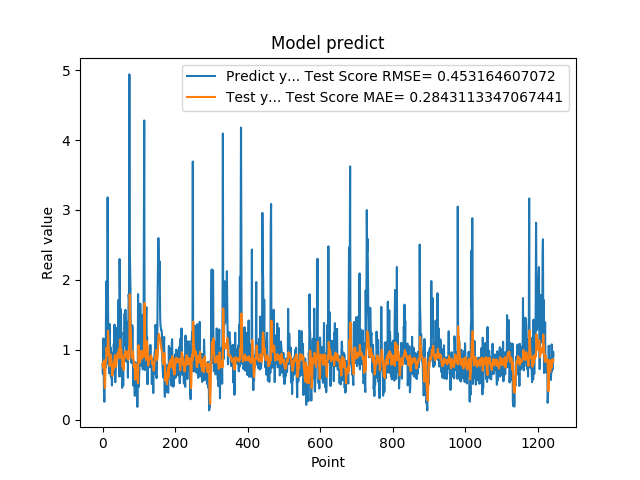 Model predict
Predict y... Test Score RMSE= 0.453164607072
Test y... Test Score MAE= 0.2843113347067441
5
4
3
2
1
0
Real value
0 200 400 600 800 1000 1200
Point